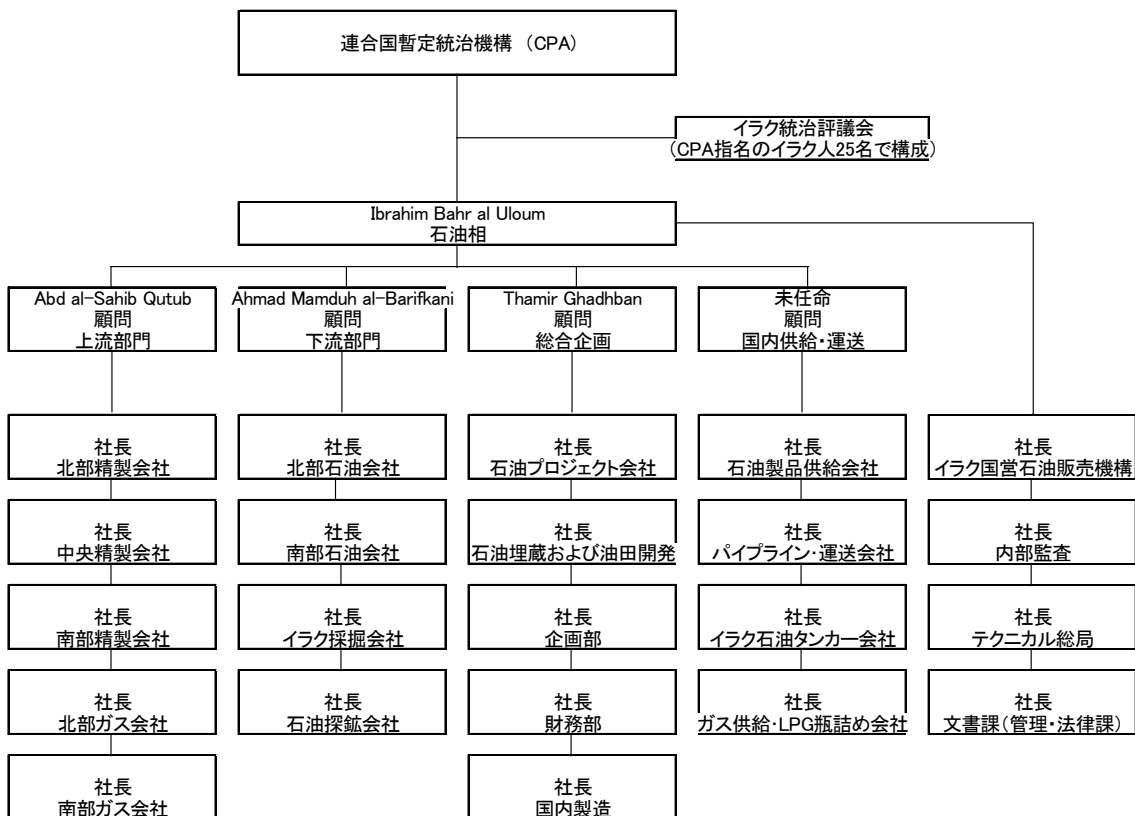 連合国暫定統治機構 (CPA)
イラク統治評議会
(CPA指名のイラク人25名で構成)
Ibrahim Bahr al Uloum
石油相
Abd al-Sahib Qutub
顧問
上流部門
Ahmad Mamduh al-Barifkani
顧問
下流部門
Thamir Ghadhban
顧問
総合企画
未任命
顧問
国内供給・運送
社長
北部精製会社
社長
北部石油会社
社長
石油プロジェクト会社
社長
石油製品供給会社
社長
イラク国営石油販売機構
社長
中央精製会社
社長
南部石油会社
社長
石油埋蔵および油田開発
社長
パイプライン・運送会社
社長
内部監査
社長
南部精製会社
社長
イラク採掘会社
社長
企画部
社長
イラク石油タンカー会社
社長
テクニカル総局
社長
北部ガス会社
社長
石油探鉱会社
社長
財務部
社長
ガス供給・LPG瓶詰め会社
社長
文書課(管理・法律課)
社長
南部ガス会社
社長
国内製造